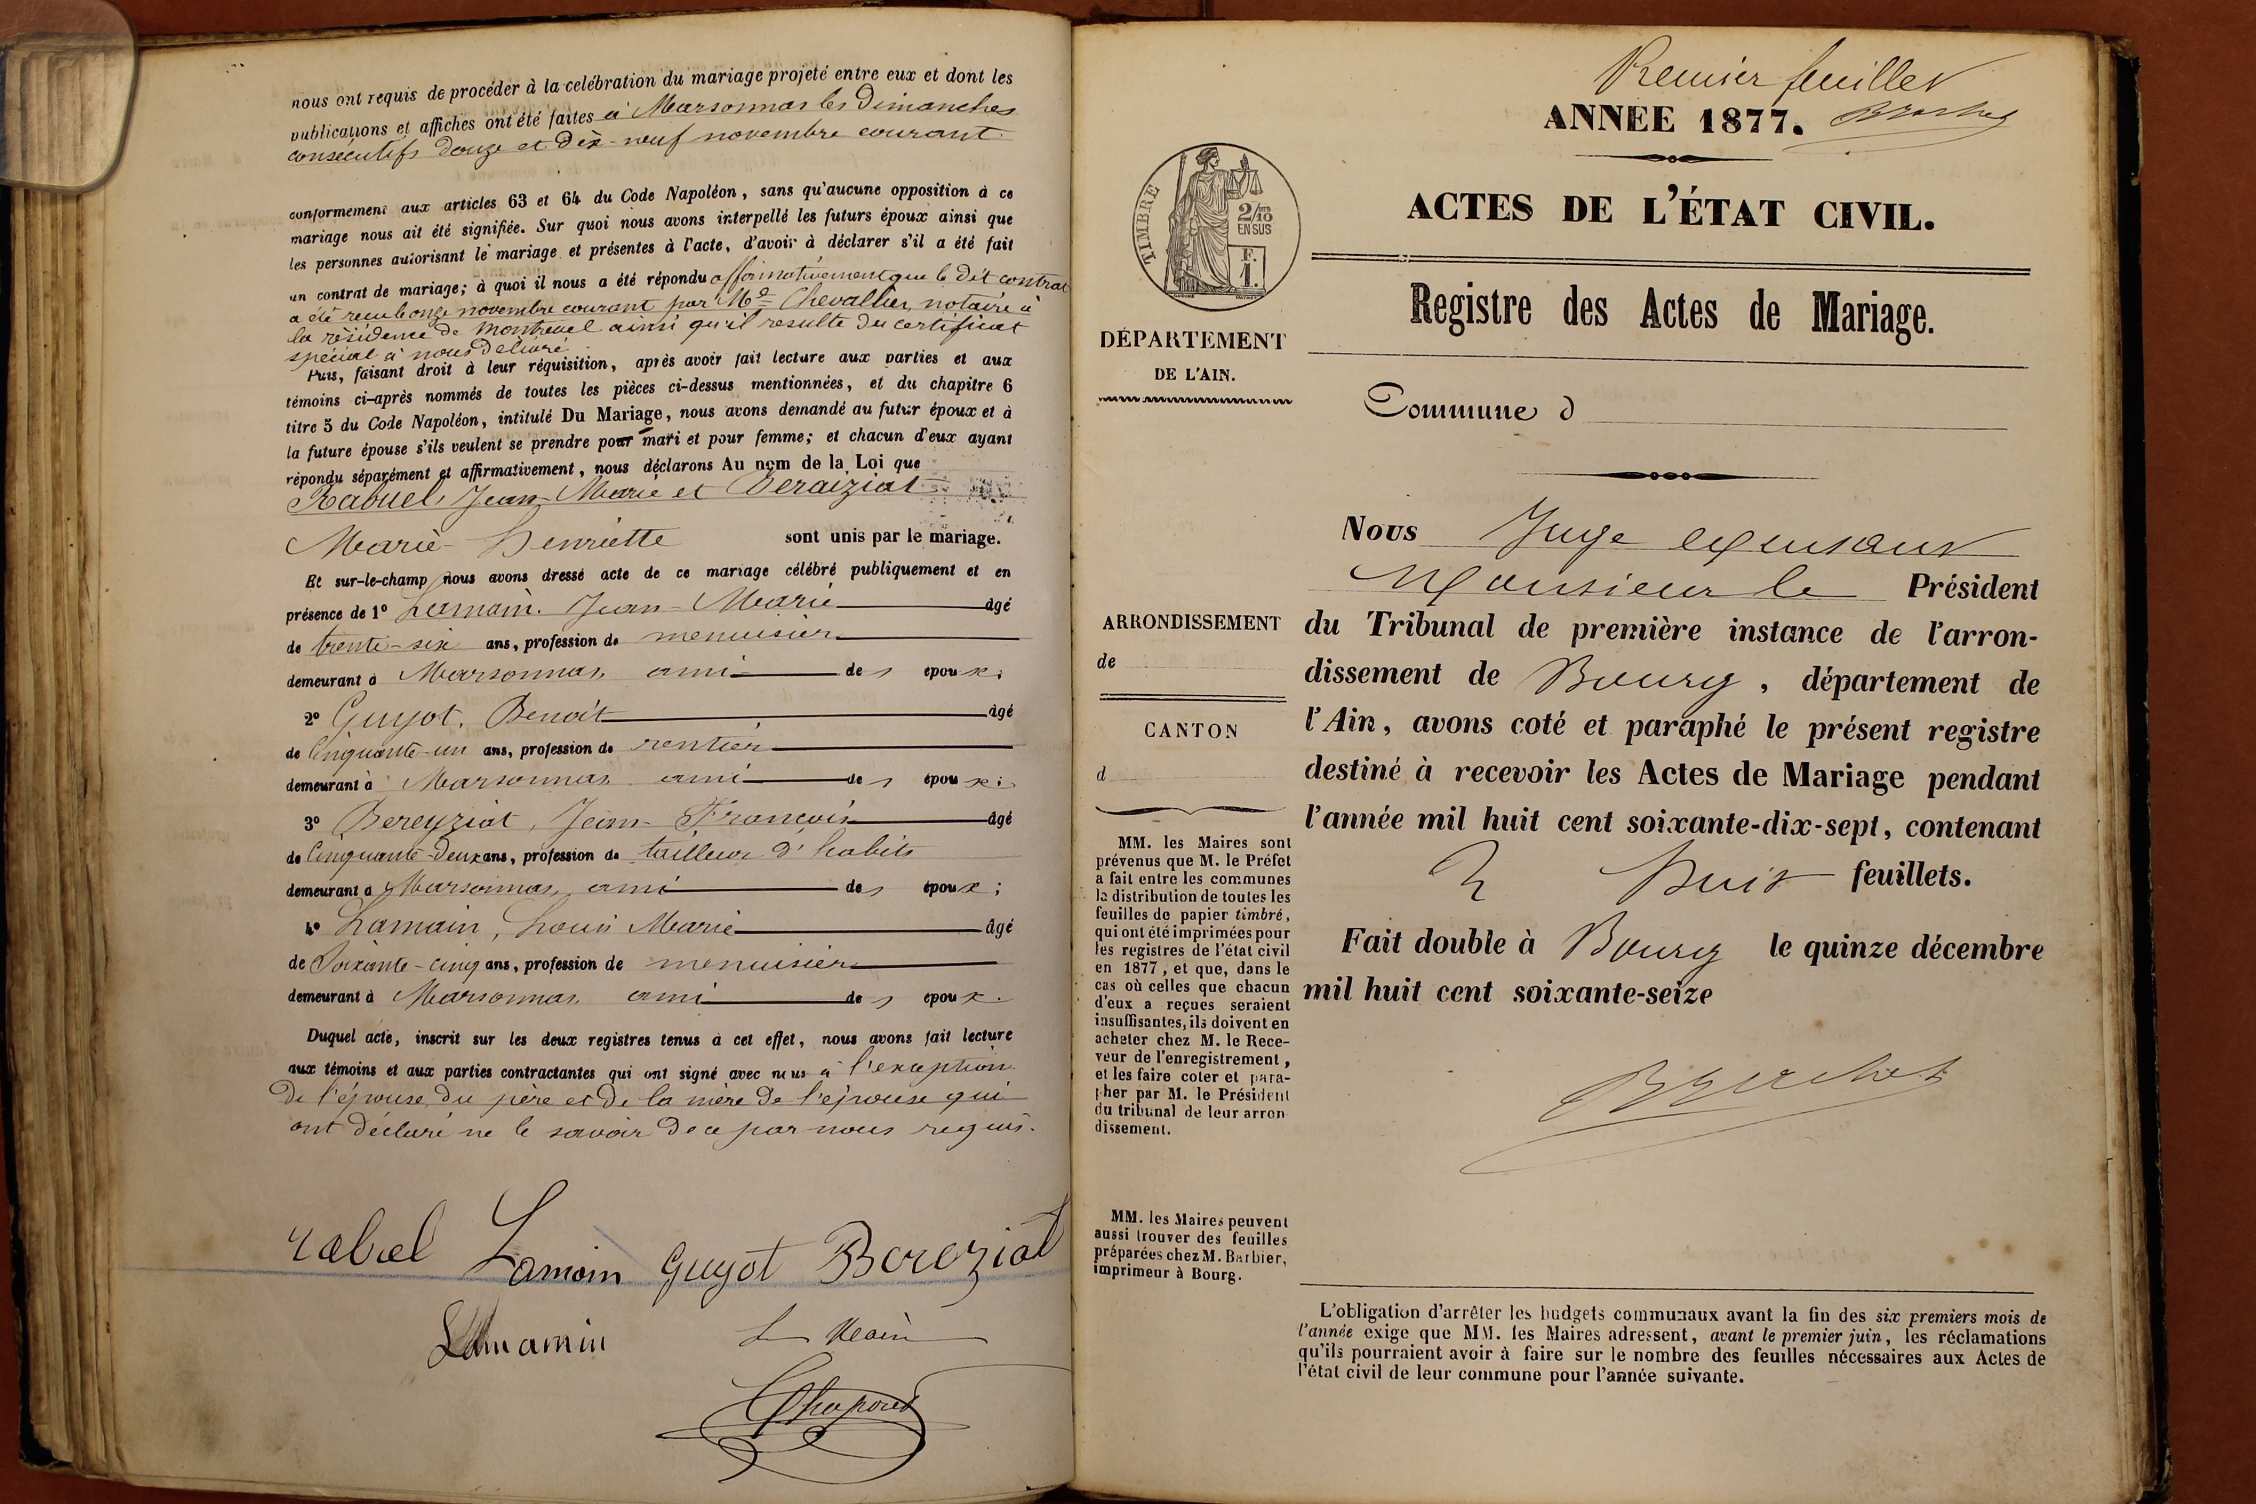 nous ont requis de procéder à la celébration du mariage projeté entre eux et dont les
publications et affiches ont été faites à Marsonnas les Dimanches
consécutifs Douze et Dix-neuf novembre courant
conformément aux articles 63 et 64 du Code Napoléon, sans qu'aucune opposition à ce
mariage nous ait été signifiée. Sur quoi nous avons interpellé les futurs époux ainsi que
les personnes autorisant le mariage et présentes à l'acte, d'avoir à déclarer s'il a été fait
un contrat de mariage; à quoi il nous a été répondu affirmativement que le dit contrat
a été reçu le onze novembre courant par Me Chevallier, notaire à
la résidence de Montrevel ainsi qu'il resulte du certificat
spécial à nous Délivré
Puis, faisant droit à leur réquisition, après avoir fait lecture aux parties et aux
témoins ci-après nommés de toutes les pièces ci-dessus mentionnées, et du chapitre 6
titre 5 du Code Napoléon, intitulé Du Mariage, nous avons demandé au futur époux et à
la future épouse s'ils veulent se prendre pour mari et pour femme; et chacun d'eux ayant
répondu séparément et affirmativement, nous déclarons Au nom de la Loi que
Rabuel, Jean-Marie et Beraiziat
Marie-Henriette sont unis par le mariage.
Et sur-le-champ nous avons dressé acte de ce mariage célébré publiquement et en
présence de 1° Lamain. Jean-Marie âgé
de trente-six ans, profession de menuisier
demeurant à Marsonnas, ami des époux;
2° Guyot. Benoit âgé
de Cinquante-un ans, profession de rentier
demeurant à Marsonnas ami des époux;
3° Bereyziat, Jean-François âgé
de Cinquante-Deux ans, profession de tailleur d'habits
demeurant à Marsonnas, ami des époux;
4° Lamain, Louis Marie âgé
de Soixante-cinq ans, profession de menuisier
demeurant à Marsonnas, ami des époux.
Duquel acte, inscrit sur les deux registres tenus à cet effet, nous avons fait lecture
aux témoins et aux parties contractantes qui ont signé avec nous à l'exception
De l'épouse, du père et De la mère De l'épouse qui
ont Déclaré ne le savoir De ce par nous requis.
rabuel Lamain guyot Bereziat
Lamain
ANNÉE 1877.
Premier feuillet
TIMBRE
2/10 EN SUS
F. 1.
ACTES DE L'ÉTAT CIVIL.
Registre des Actes de Mariage.
DÉPARTEMENT
DE L'AIN.
Commune d
Nous Juge exensant
Monsieur le Président
ARRONDISSEMENT
de
du Tribunal de première instance de l'arron-
dissement de Bourg, département de
l'Ain, avons coté et paraphé le présent registre
destiné à recevoir les Actes de Mariage pendant
l'année mil huit cent soixante-dix-sept, contenant
huit feuillets.
Fait double à Bourg le quinze décembre
mil huit cent soixante-seize
CANTON
d
MM. les Maires sont
prévenus que M. le Préfet
a fait entre les communes
la distribution de toutes les
feuilles de papier timbré,
qui ont été imprimées pour
les registres de l'état civil
en 1877, et que, dans le
cas où celles que chacun
d'eux a reçues seraient
insuffisantes, ils doivent en
acheter chez M. le Rece-
veur de l'enregistrement,
et les faire coter et para-
pher par M. le Président
du tribunal de leur arron
dissement.
MM. les Maires peuvent
aussi trouver des feuilles
préparées chez M. Barbier,
imprimeur à Bourg.
L'obligation d'arrêter les budgets communaux avant la fin des six premiers mois de
l'année exige que MM. les Maires adressent, avant le premier juin, les réclamations
qu'ils pourraient avoir à faire sur le nombre des feuilles nécessaires aux Actes de
l'état civil de leur commune pour l'année suivante.